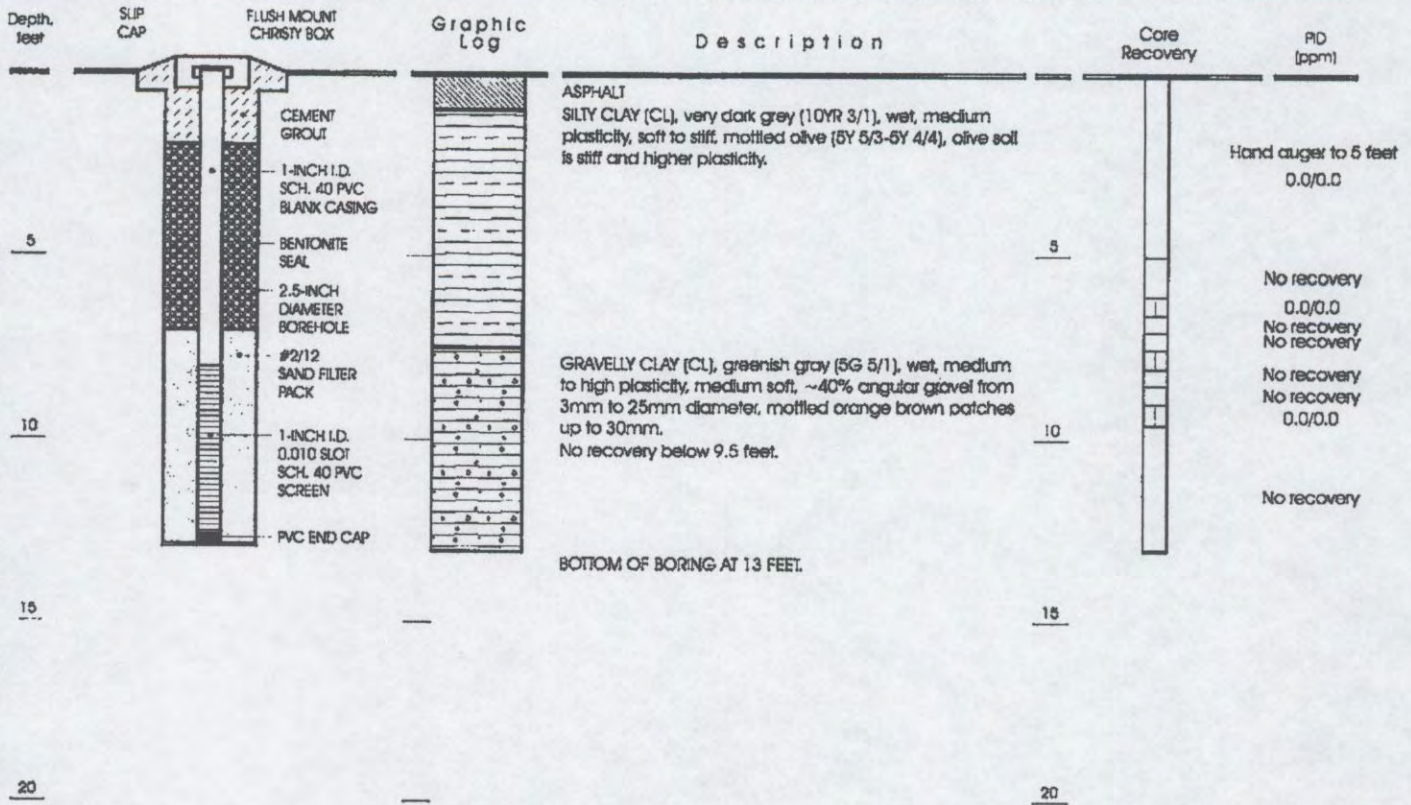 Depth, feet
SLIP CAP
FLUSH MOUNT CHRISTY BOX
Graphic Log
Description
Core Recovery
PID (ppm)
CEMENT GROUT
1-INCH I.D. SCH. 40 PVC BLANK CASING
BENTONITE SEAL
2.5-INCH DIAMETER BOREHOLE
#2/12 SAND FILTER PACK
1-INCH I.D. 0.010 SLOT SCH. 40 PVC SCREEN
PVC END CAP
5
10
15
20
ASPHALT
SILTY CLAY (CL), very dark grey (10YR 3/1), wet, medium
plasticity, soft to stiff, mottled olive (5Y 5/3-5Y 4/4), olive soil
is stiff and higher plasticity.
GRAVELLY CLAY (CL), greenish gray (5G 5/1), wet, medium
to high plasticity, medium soft, ~40% angular gravel from
3mm to 25mm diameter, mottled orange brown patches
up to 30mm.
No recovery below 9.5 feet.
BOTTOM OF BORING AT 13 FEET.
5
10
15
20
Hand auger to 5 feet
0.0/0.0
No recovery
0.0/0.0
No recovery
No recovery
No recovery
No recovery
0.0/0.0
No recovery